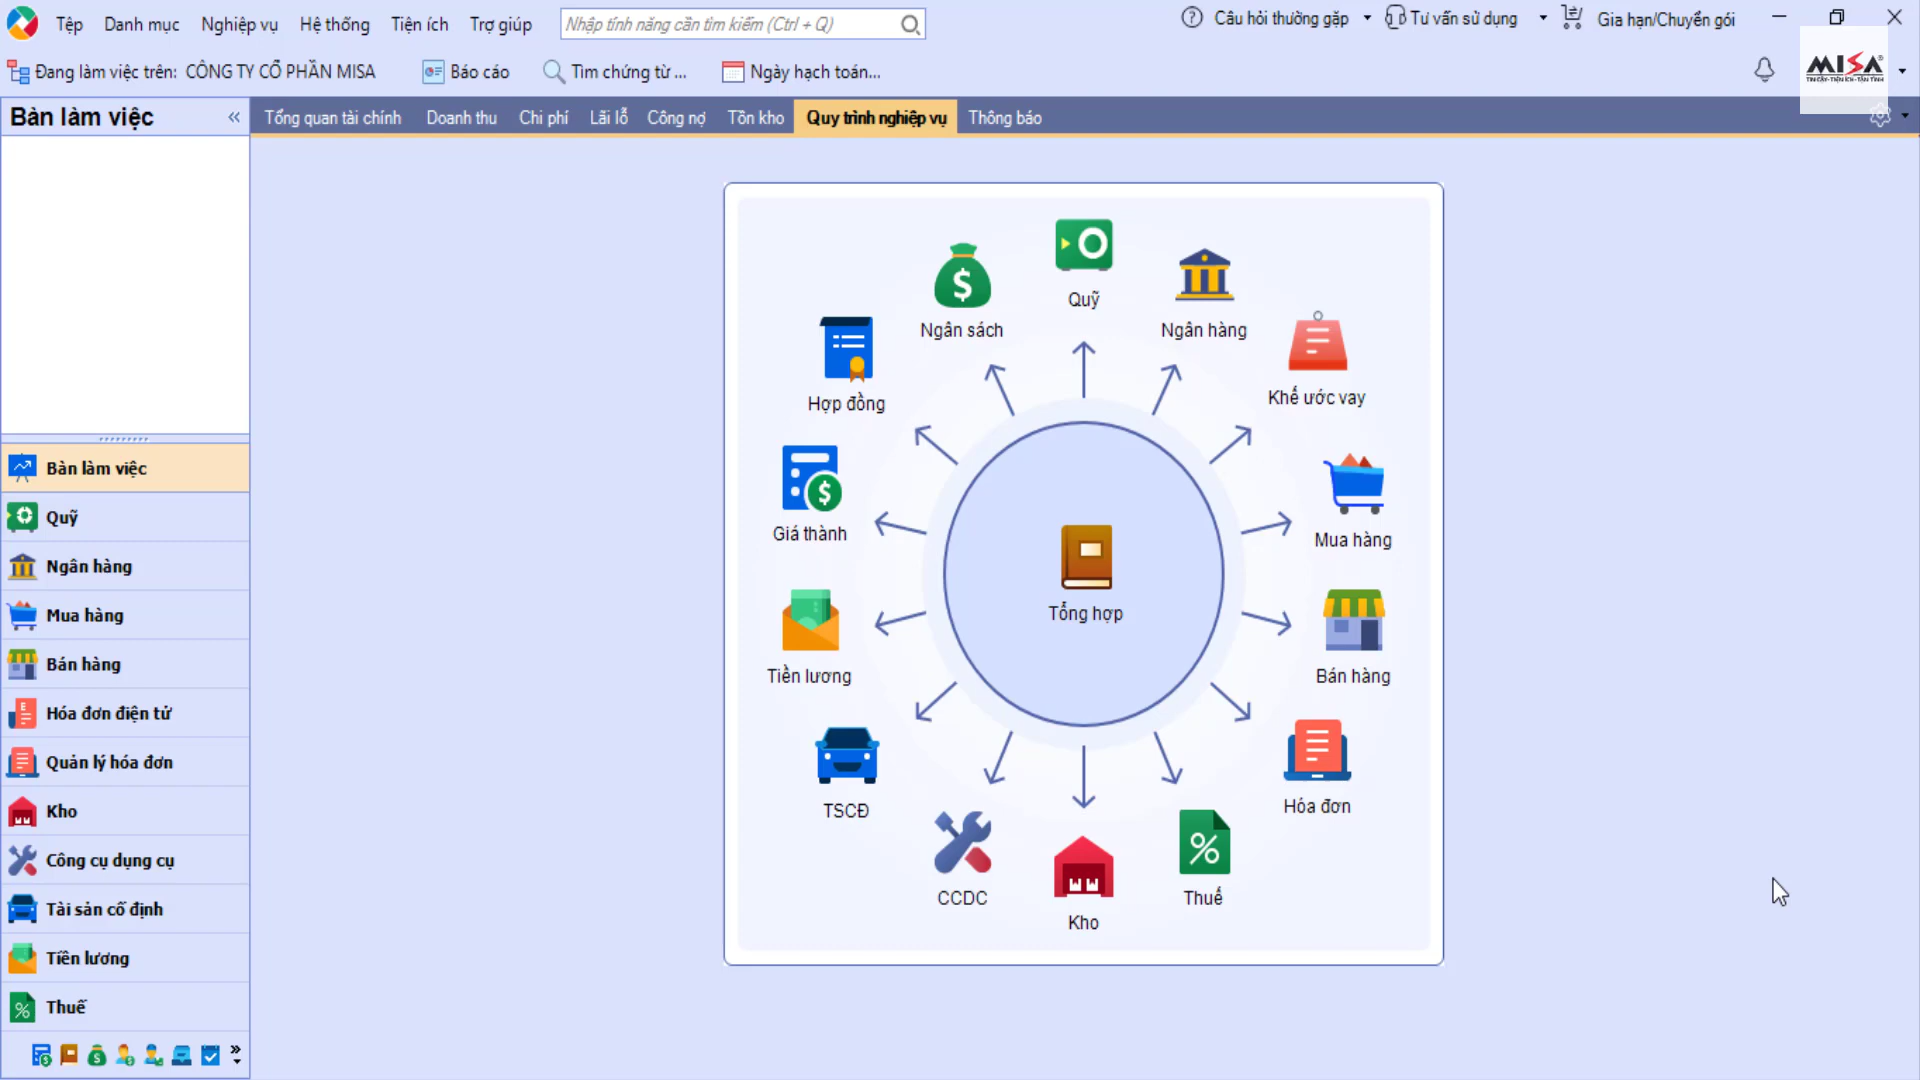 Tệp Danh mục Nghiệp vụ Hệ thống Tiện ích Trợ giúp Nhập tính năng cần tìm kiếm (Ctrl + Q) Câu hỏi thường gặp Tư vấn sử dụng Gia hạn/Chuyển gói
Đang làm việc trên: CÔNG TY CỔ PHẦN MISA Báo cáo Tìm chứng từ ... Ngày hạch toán...
MISA
TIN CẬY-TIỆN ÍCH-TẬN TÌNH
Bàn làm việc
Tổng quan tài chính Doanh thu Chi phí Lãi lỗ Công nợ Tồn kho Quy trình nghiệp vụ Thông báo
Quỹ
Ngân sách
Ngân hàng
Hợp đồng
Khế ước vay
Giá thành
Mua hàng
Tổng hợp
Tiền lương
Bán hàng
TSCĐ
Hóa đơn
CCDC
Thuế
Kho
Bàn làm việc
Quỹ
Ngân hàng
Mua hàng
Bán hàng
Hóa đơn điện tử
Quản lý hóa đơn
Kho
Công cụ dụng cụ
Tài sản cố định
Tiền lương
Thuế